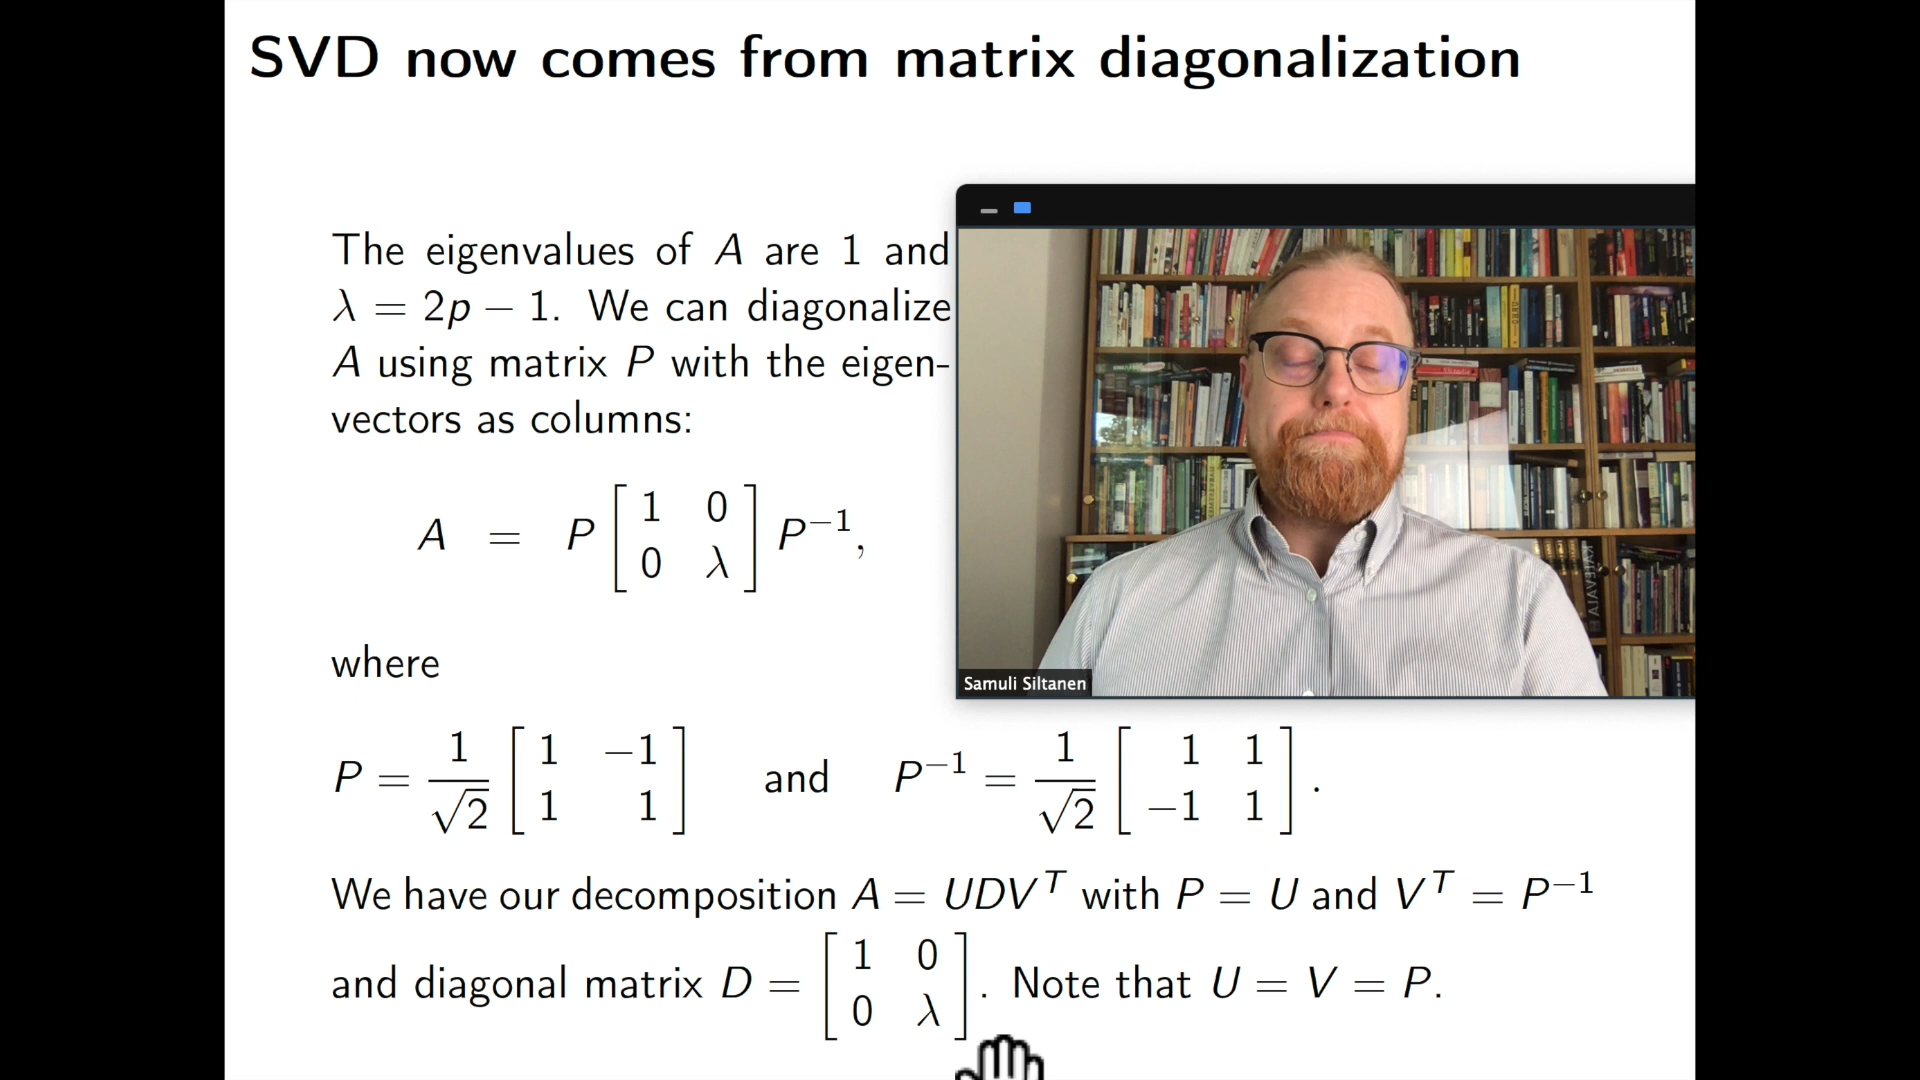 SVD now comes from matrix diagonalization
The eigenvalues of A are 1 and
λ = 2p − 1. We can diagonalize
A using matrix P with the eigen-
vectors as columns:
A = P [ 1 0 ; 0 λ ] P⁻¹,
where
P = 1/√2 [ 1 −1 ; 1 1 ] and P⁻¹ = 1/√2 [ 1 1 ; −1 1 ].
We have our decomposition A = UDVᵀ with P = U and Vᵀ = P⁻¹
and diagonal matrix D = [ 1 0 ; 0 λ ]. Note that U = V = P.
KALEVALA
Samuli Siltanen